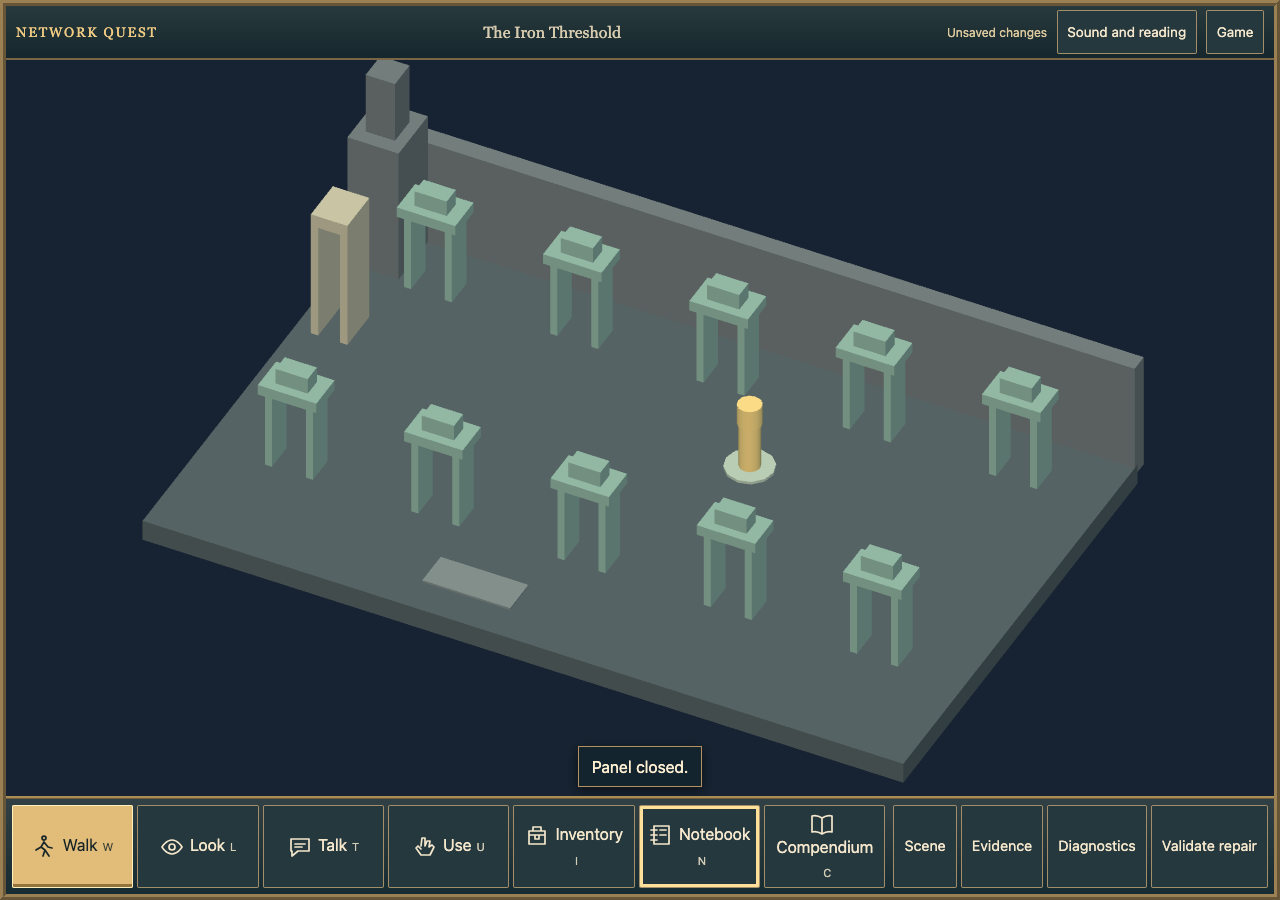 NETWORK QUEST
The Iron Threshold
Unsaved changes
Sound and reading
Game
Panel closed.
Walk W
Look L
Talk T
Use U
Inventory
I
Notebook
N
Compendium
C
Scene
Evidence
Diagnostics
Validate repair